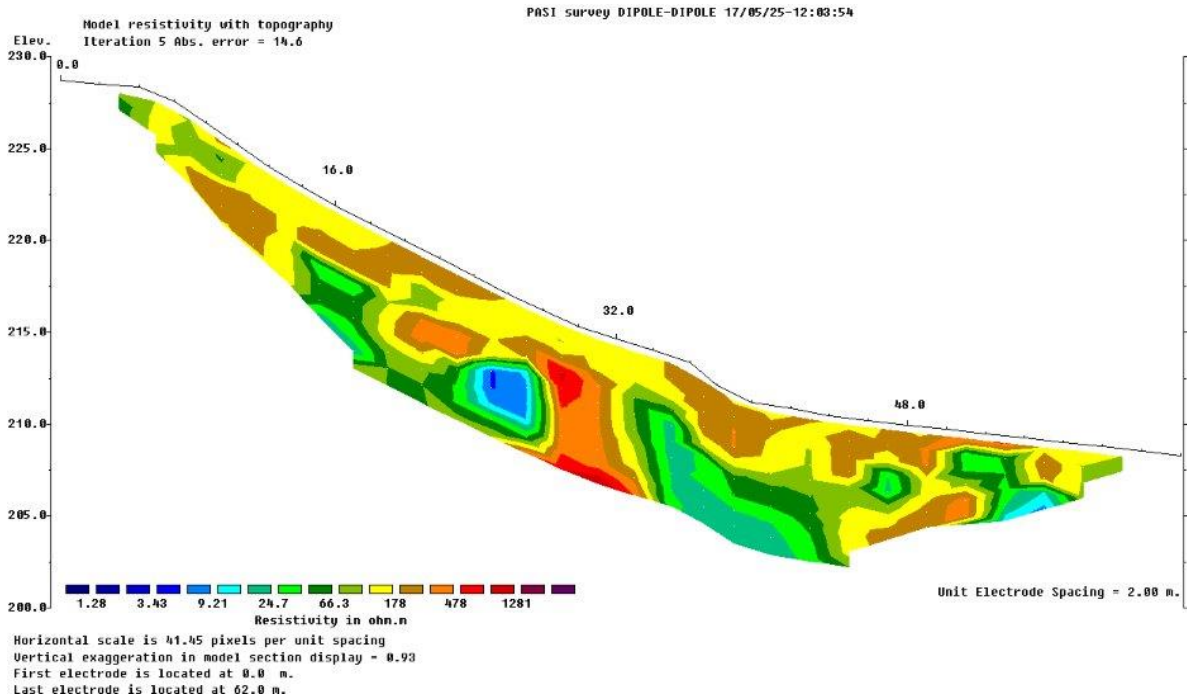 PASI survey DIPOLE-DIPOLE 17/05/25-12:03:54
Model resistivity with topography
Elev.
Iteration 5 Abs. error = 14.6
230.0
0.0
225.0
16.0
220.0
32.0
215.0
48.0
210.0
205.0
200.0
1.28 3.43 9.21 24.7 66.3 178 478 1281
Unit Electrode Spacing = 2.00 m.
Resistivity in ohm.m
Horizontal scale is 41.45 pixels per unit spacing
Vertical exaggeration in model section display = 0.93
First electrode is located at 0.0 m.
Last electrode is located at 62.0 m.